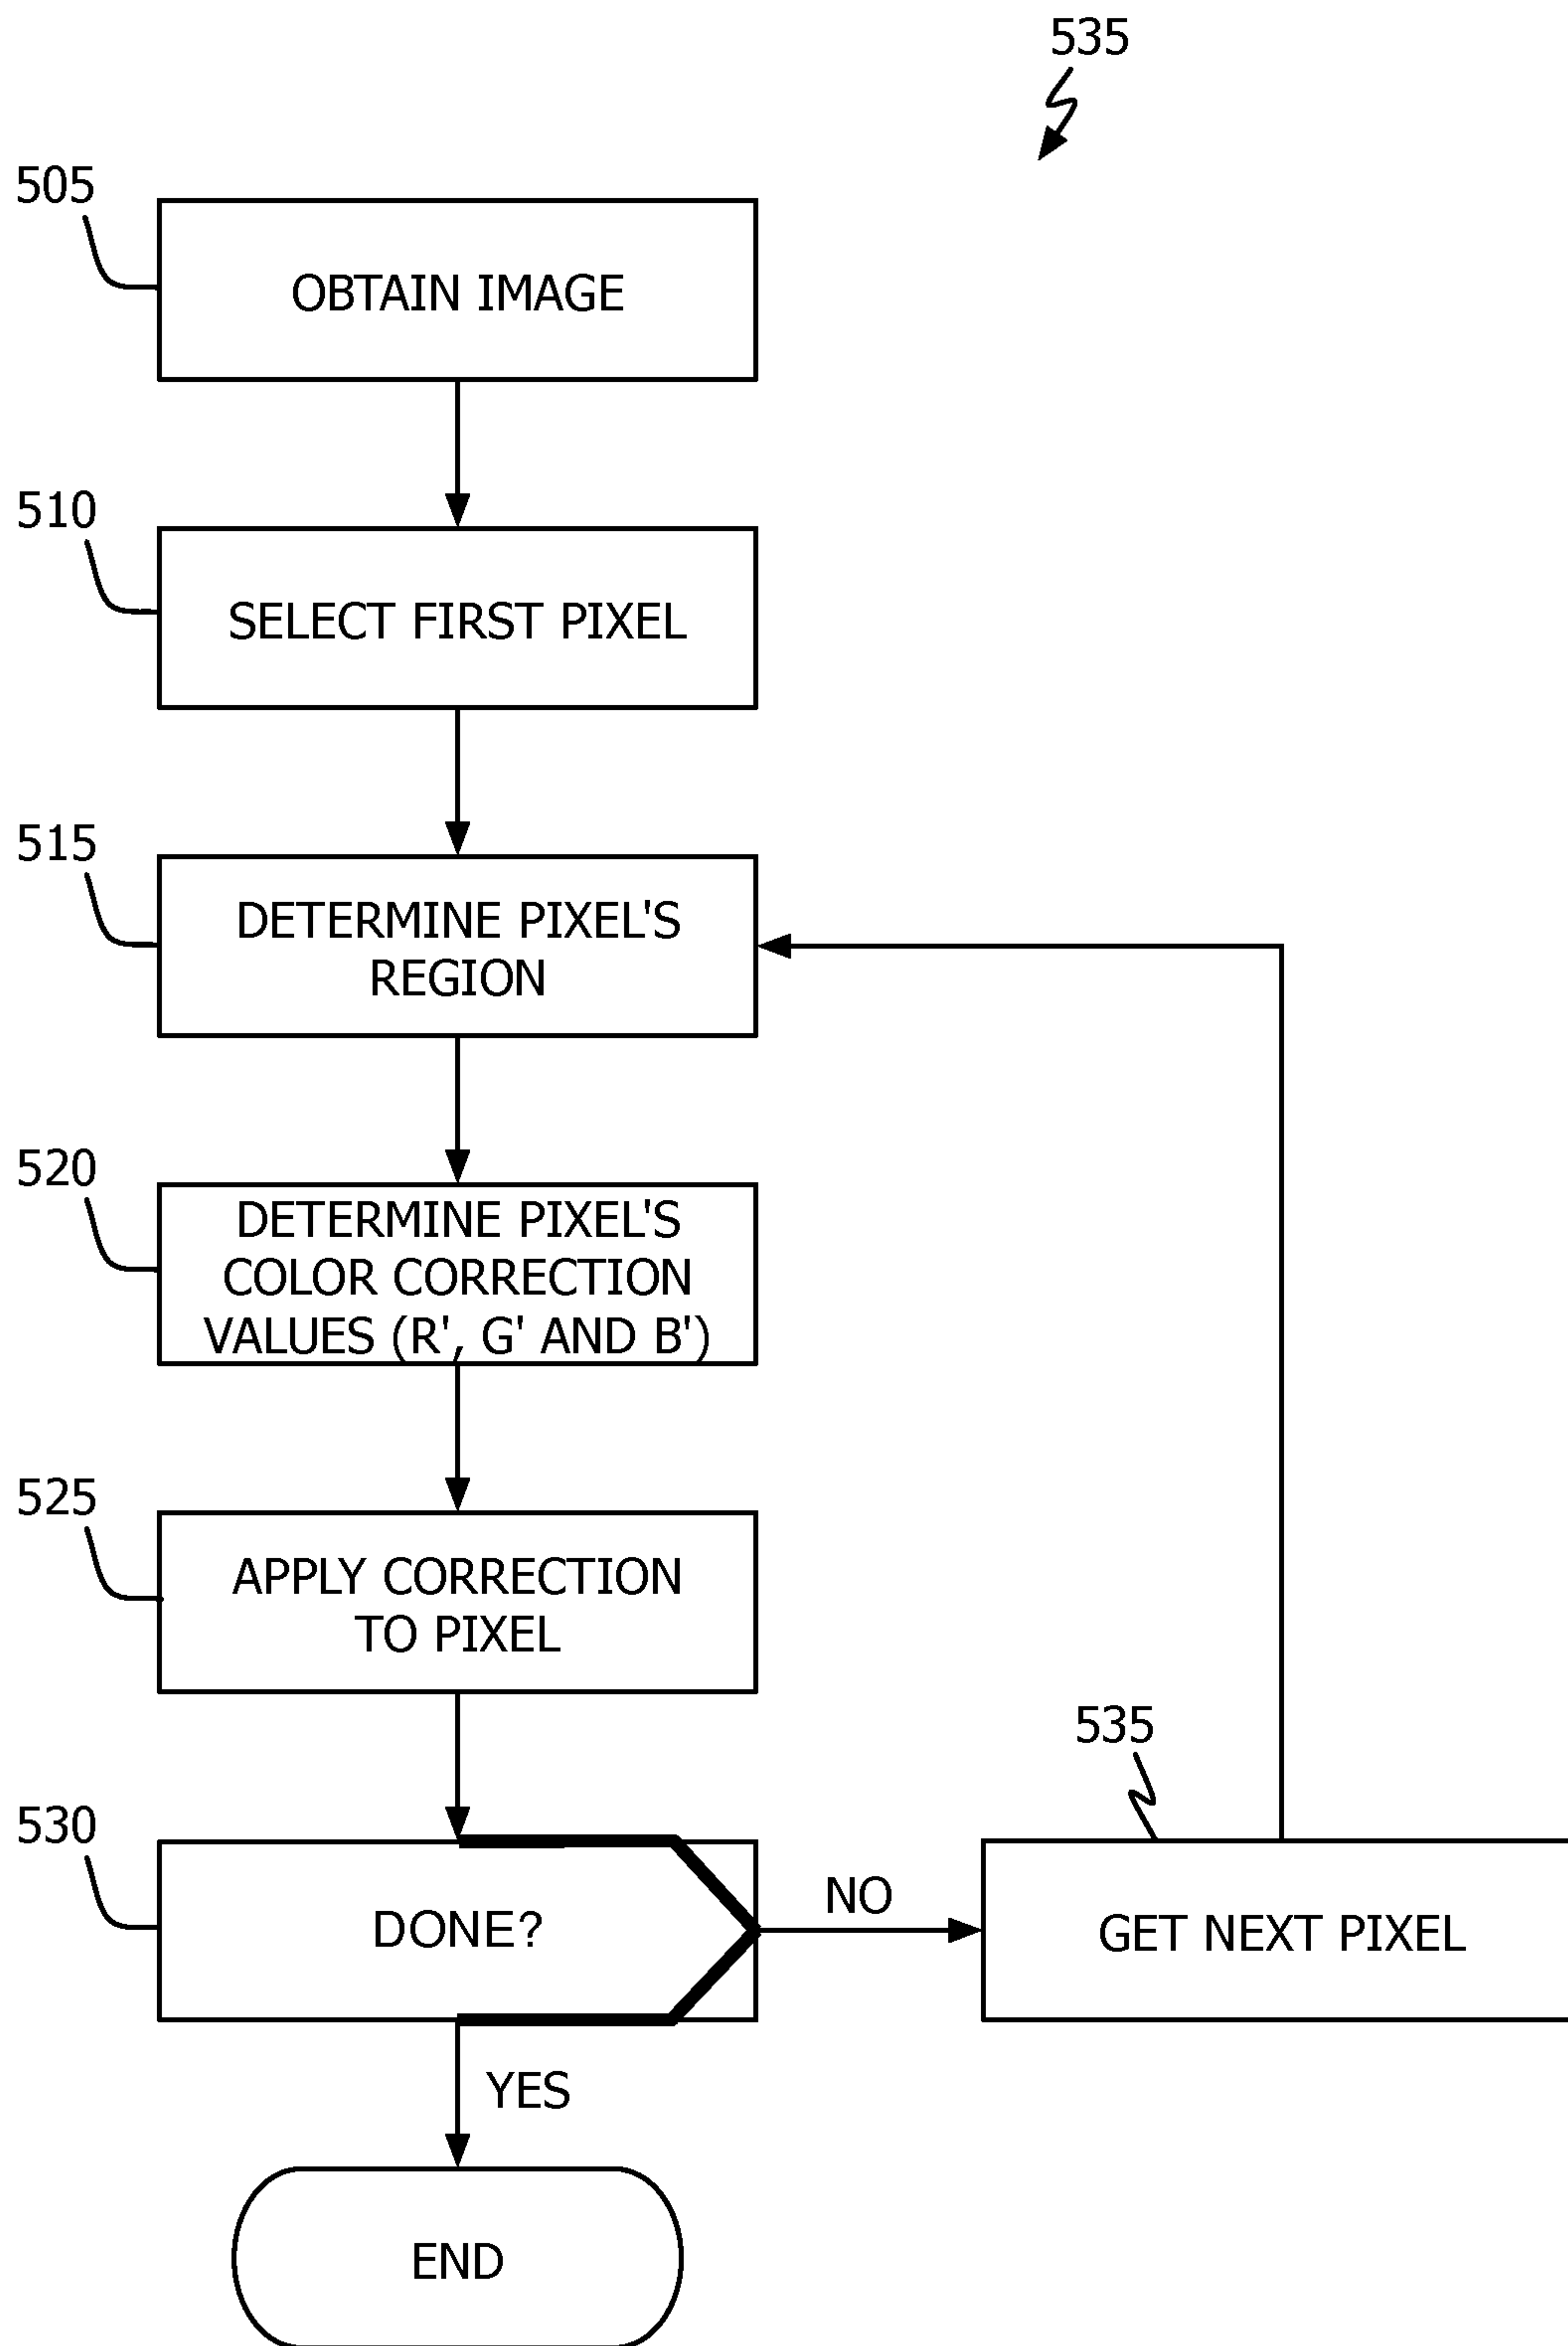 535
505
OBTAIN IMAGE
510
SELECT FIRST PIXEL
515
DETERMINE PIXEL'S
REGION
520
DETERMINE PIXEL'S
COLOR CORRECTION
VALUES (R', G' AND B')
525
APPLY CORRECTION
TO PIXEL
530
DONE?
NO
535
GET NEXT PIXEL
YES
END